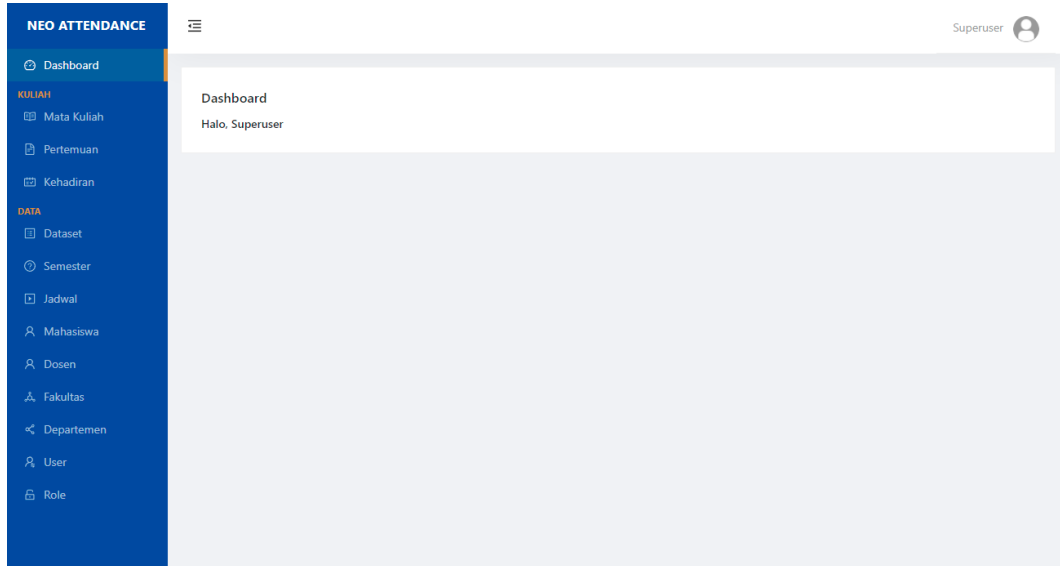 NEO ATTENDANCE
Superuser
Dashboard
KULIAH
Mata Kuliah
Pertemuan
Kehadiran
DATA
Dataset
Semester
Jadwal
Mahasiswa
Dosen
Fakultas
Departemen
User
Role
Dashboard
Halo, Superuser